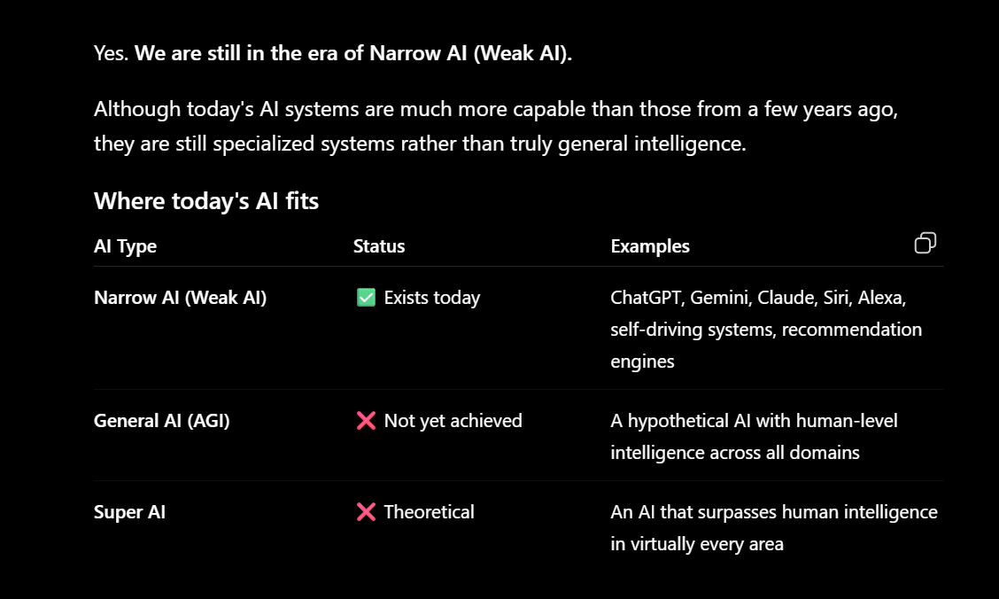 Yes. We are still in the era of Narrow AI (Weak AI).
Although today's AI systems are much more capable than those from a few years ago,
they are still specialized systems rather than truly general intelligence.
Where today's AI fits
AI Type Status Examples
Narrow AI (Weak AI) ✅ Exists today ChatGPT, Gemini, Claude, Siri, Alexa,
self-driving systems, recommendation
engines
General AI (AGI) ❌ Not yet achieved A hypothetical AI with human-level
intelligence across all domains
Super AI ❌ Theoretical An AI that surpasses human intelligence
in virtually every area